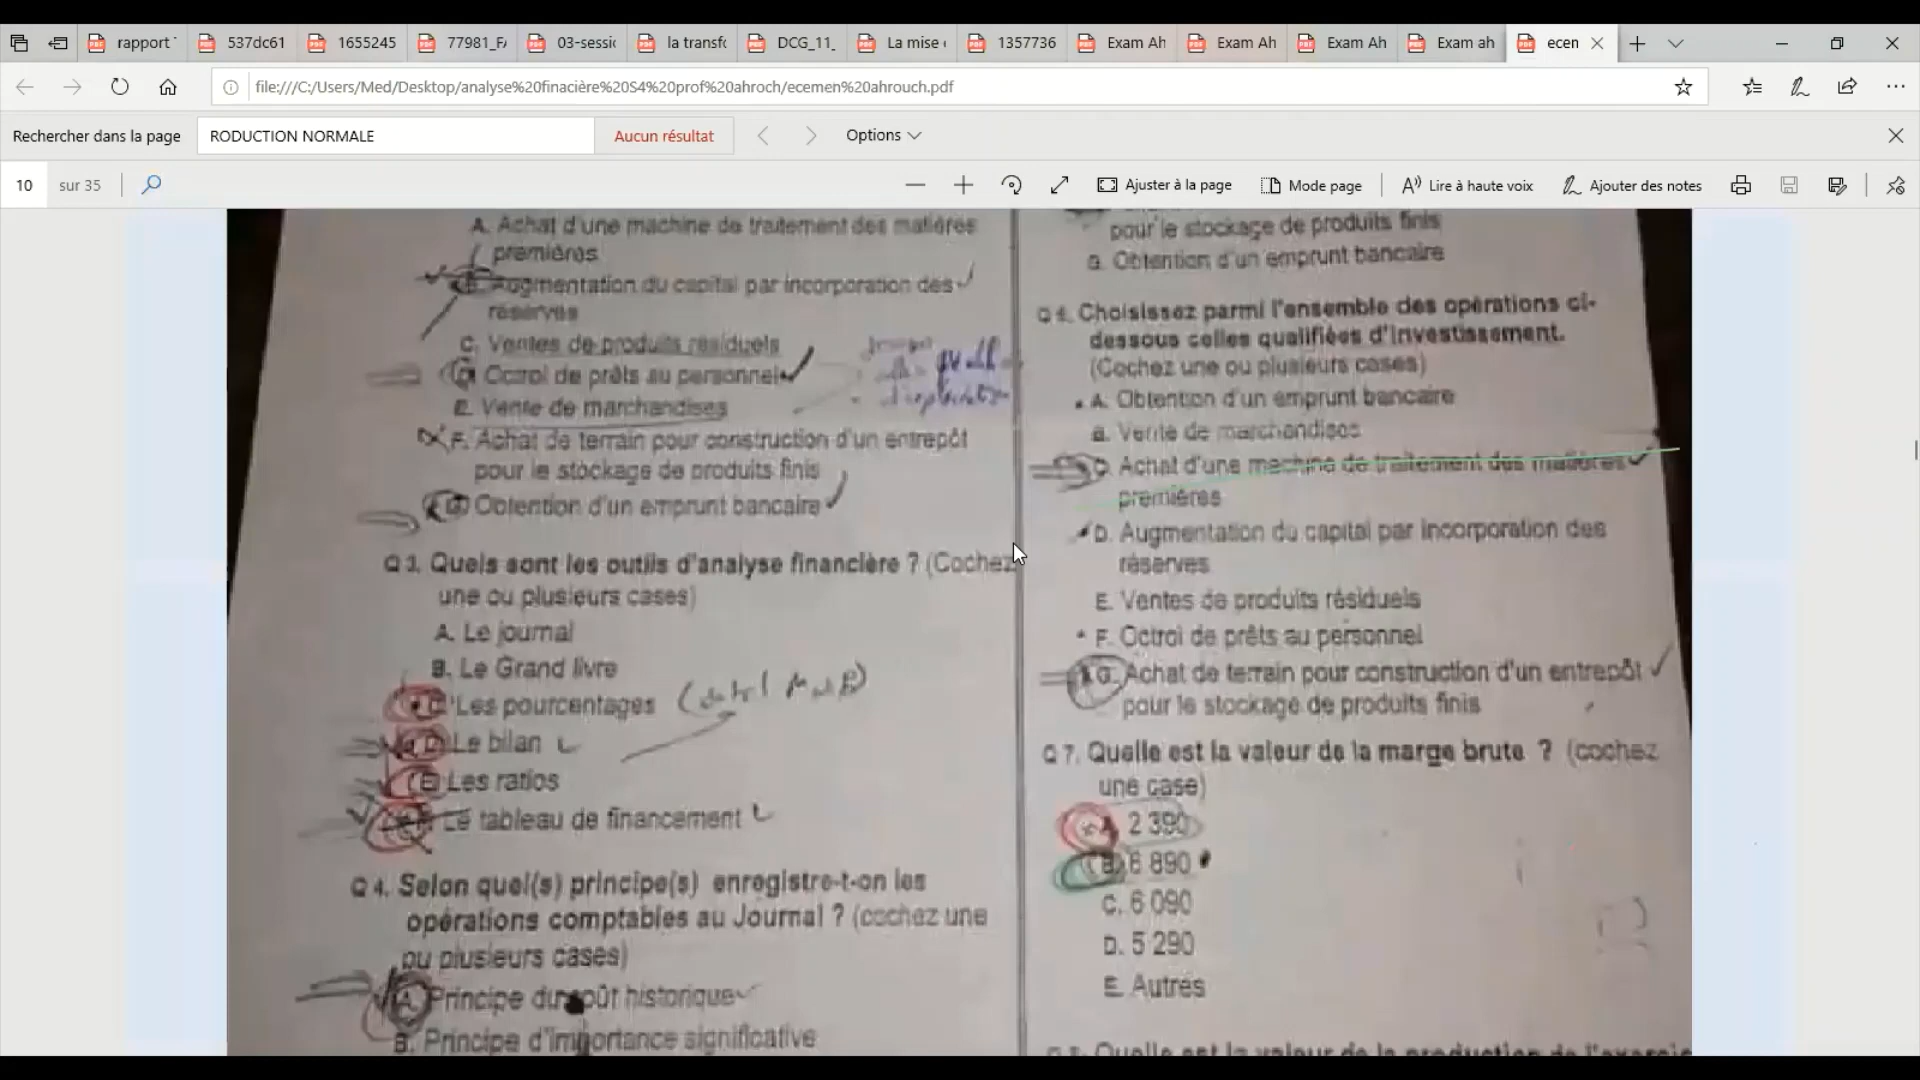 rapport
537dc61
1655245
77981_FA
03-sessic
la transfo
DCG_11_
La mise
1357736
Exam Ah
Exam Ah
Exam Ah
Exam ah
ecen
file:///C:/Users/Med/Desktop/analyse%20finacière%20S4%20prof%20ahroch/ecemen%20ahrouch.pdf
Rechercher dans la page
RODUCTION NORMALE
Aucun résultat
Options
10
sur 35
Ajuster à la page
Mode page
Lire à haute voix
Ajouter des notes
A. Achat d'une machine de traitement des matières
premières
Augmentation du capital par incorporation des
réserves
C. Ventes de produits résiduels
Octroi de prêts au personnel
E. Vente de marchandises
F. Achat de terrain pour construction d'un entrepôt
pour le stockage de produits finis
G Obtention d'un emprunt bancaire
Q 3. Quels sont les outils d'analyse financière ? (Cochez
une ou plusieurs cases)
A. Le journal
B. Le Grand livre
C Les pourcentages
D Le bilan
E Les ratios
Le tableau de financement
Q 4. Selon quel(s) principe(s) enregistre-t-on les
opérations comptables au Journal ? (cochez une
ou plusieurs cases)
A. Principe du coût historique
B. Principe d'importance significative
pour le stockage de produits finis
G. Obtention d'un emprunt bancaire
Q 6. Choisissez parmi l'ensemble des opérations ci-
dessous celles qualifiées d'investissement.
(Cochez une ou plusieurs cases)
A. Obtention d'un emprunt bancaire
B. Vente de marchandises
C. Achat d'une machine de traitement des matières
premières
D. Augmentation du capital par incorporation des
réserves
E. Ventes de produits résiduels
F. Octroi de prêts au personnel
G. Achat de terrain pour construction d'un entrepôt
pour le stockage de produits finis
Q 7. Quelle est la valeur de la marge brute ? (cochez
une case)
A 2 390
B. 6 890
C. 6 090
D. 5 290
E. Autres
Quelle est la valeur de la production de l'exercic